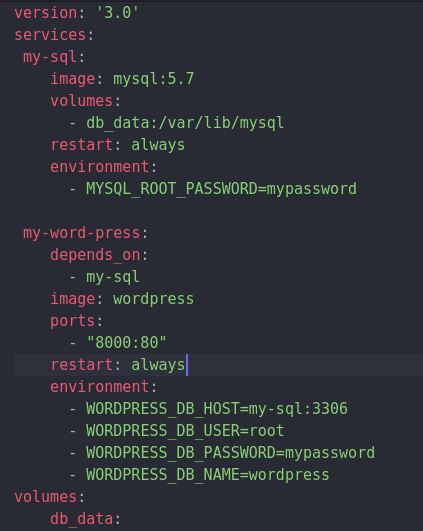 version: '3.0'
services:
 my-sql:
    image: mysql:5.7
    volumes:
      - db_data:/var/lib/mysql
    restart: always
    environment:
      - MYSQL_ROOT_PASSWORD=mypassword

 my-word-press:
    depends_on:
      - my-sql
    image: wordpress
    ports:
      - "8000:80"
    restart: always
    environment:
      - WORDPRESS_DB_HOST=my-sql:3306
      - WORDPRESS_DB_USER=root
      - WORDPRESS_DB_PASSWORD=mypassword
      - WORDPRESS_DB_NAME=wordpress
volumes:
    db_data: